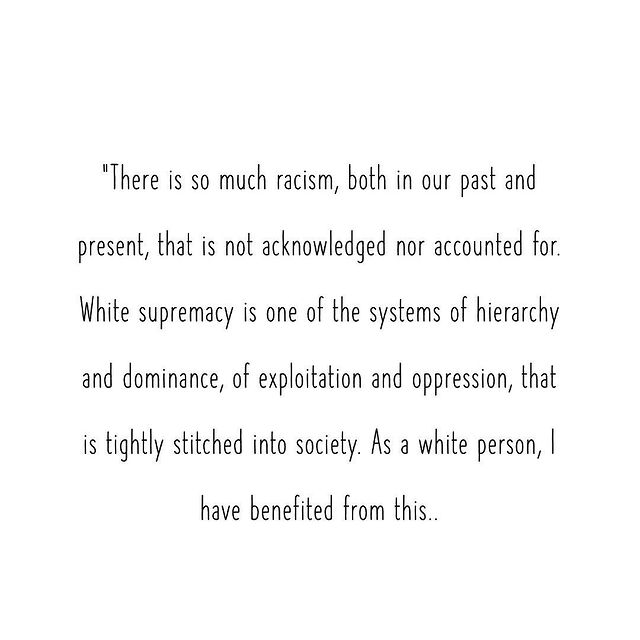 "There is so much racism, both in our past and
present, that is not acknowledged nor accounted for.
White supremacy is one of the systems of hierarchy
and dominance, of exploitation and oppression, that
is tightly stitched into society. As a white person, I
have benefited from this..